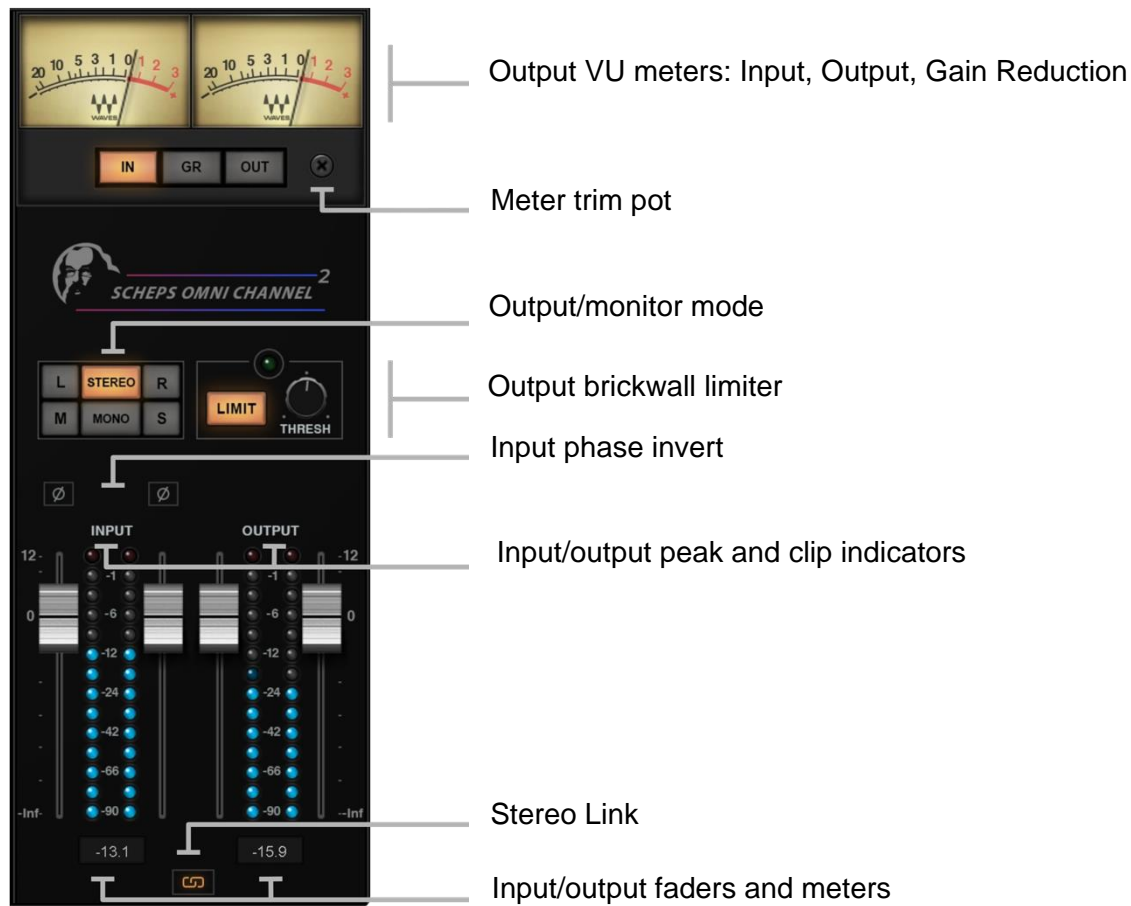 20 10 5 3 1 0 1 2 3 +
WAVES
20 10 5 3 1 0 1 2 3 +
WAVES
Output VU meters: Input, Output, Gain Reduction
IN GR OUT
Meter trim pot
SCHEPS OMNI CHANNEL 2
Output/monitor mode
L STEREO R
M MONO S
LIMIT THRESH
Output brickwall limiter
Input phase invert
Ø Ø
INPUT OUTPUT
Input/output peak and clip indicators
12 -12
-1 -1
0 -6 -6 0
-12 -12
-24 -24
-42 -42
-66 -66
-Inf -90 -90 -Inf
Stereo Link
-13.1 -15.9
Input/output faders and meters